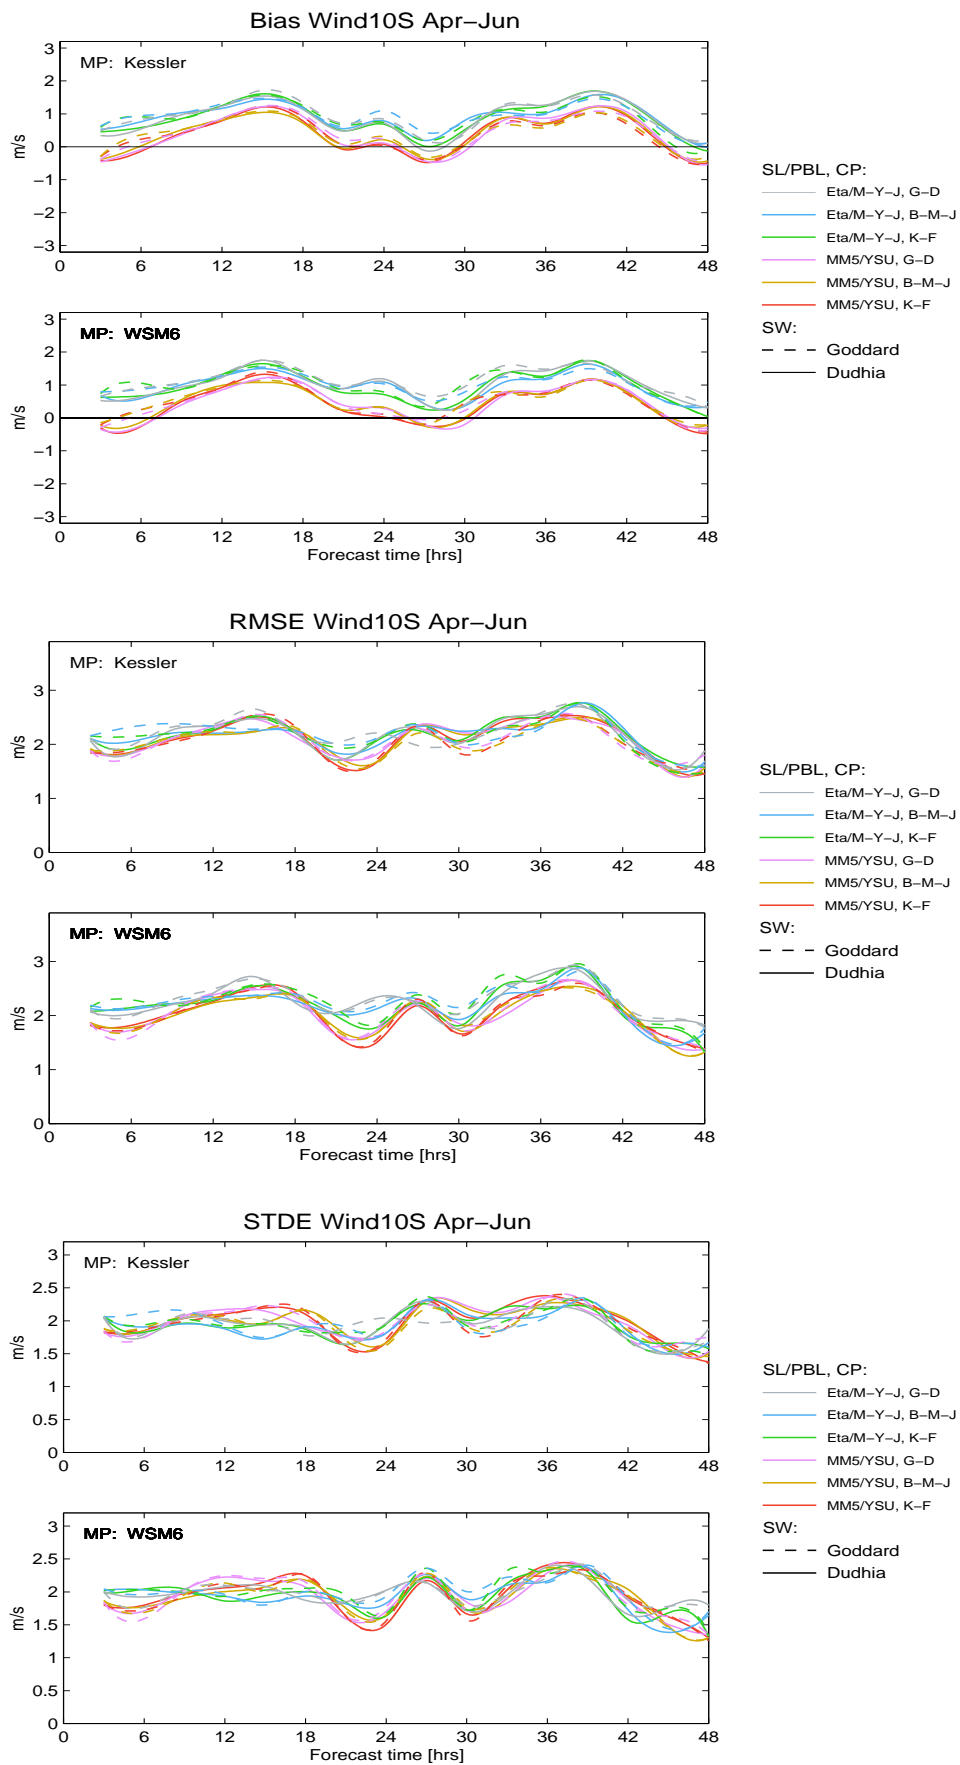 Bias Wind10S Apr−Jun
MP: Kessler
3
2
1
0
−1
−2
−3
m/s
0 6 12 18 24 30 36 42 48
MP: WSM6
3
2
1
0
−1
−2
−3
m/s
0 6 12 18 24 30 36 42 48
Forecast time [hrs]
SL/PBL, CP:
Eta/M−Y−J, G−D
Eta/M−Y−J, B−M−J
Eta/M−Y−J, K−F
MM5/YSU, G−D
MM5/YSU, B−M−J
MM5/YSU, K−F
SW:
Goddard
Dudhia
RMSE Wind10S Apr−Jun
MP: Kessler
3
2
1
0
m/s
0 6 12 18 24 30 36 42 48
MP: WSM6
3
2
1
0
m/s
0 6 12 18 24 30 36 42 48
Forecast time [hrs]
SL/PBL, CP:
Eta/M−Y−J, G−D
Eta/M−Y−J, B−M−J
Eta/M−Y−J, K−F
MM5/YSU, G−D
MM5/YSU, B−M−J
MM5/YSU, K−F
SW:
Goddard
Dudhia
STDE Wind10S Apr−Jun
MP: Kessler
3
2.5
2
1.5
1
0.5
0
m/s
0 6 12 18 24 30 36 42 48
MP: WSM6
3
2.5
2
1.5
1
0.5
0
m/s
0 6 12 18 24 30 36 42 48
Forecast time [hrs]
SL/PBL, CP:
Eta/M−Y−J, G−D
Eta/M−Y−J, B−M−J
Eta/M−Y−J, K−F
MM5/YSU, G−D
MM5/YSU, B−M−J
MM5/YSU, K−F
SW:
Goddard
Dudhia